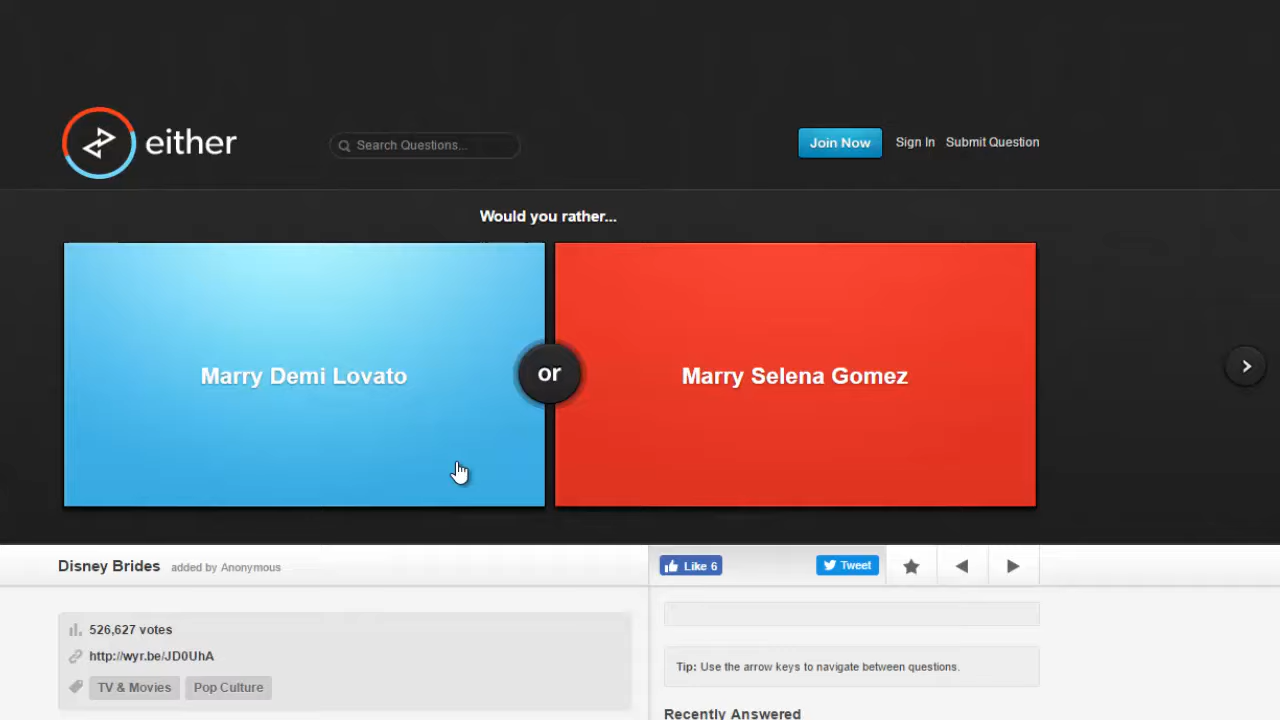 either
Search Questions...
Join Now
Sign In
Submit Question
Would you rather...
Marry Demi Lovato
or
Marry Selena Gomez
Disney Brides
added by Anonymous
Like 6
Tweet
526,627 votes
http://wyr.be/JD0UhA
TV & Movies
Pop Culture
Tip: Use the arrow keys to navigate between questions.
Recently Answered